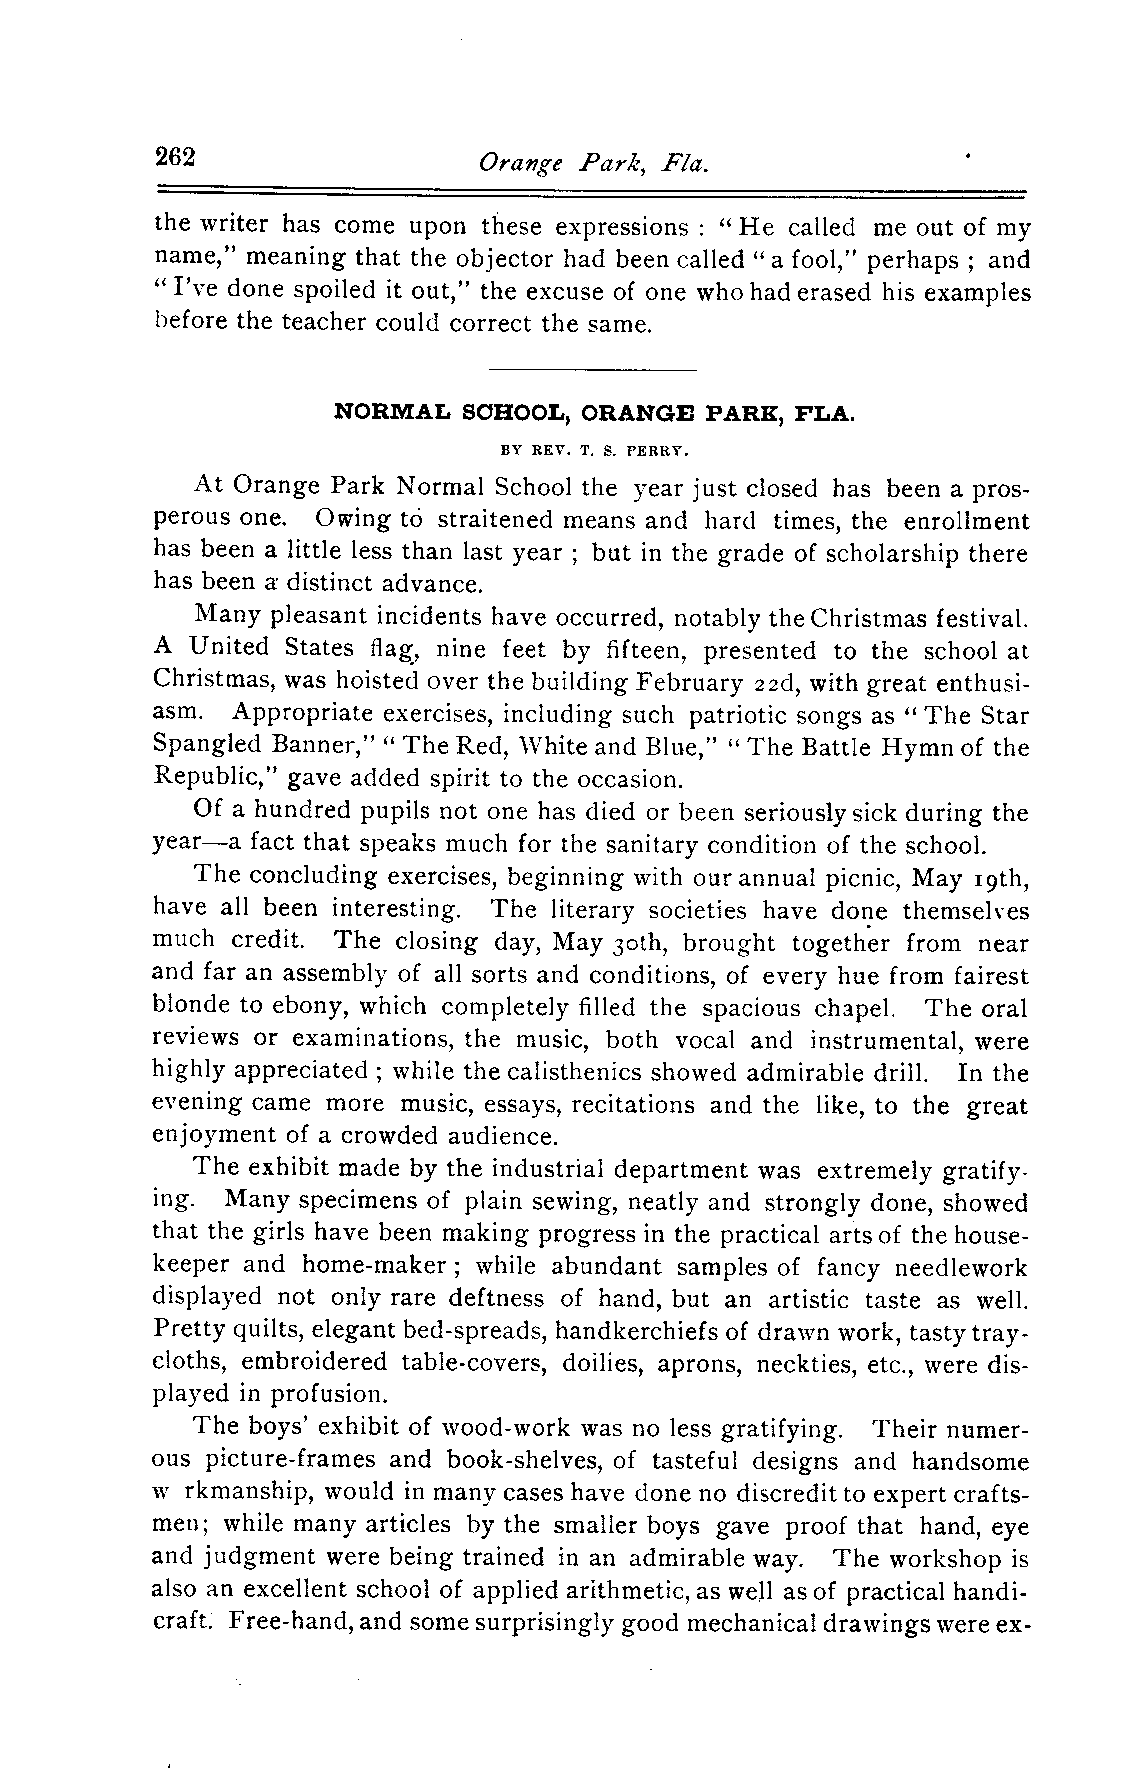 262 Orange Park, Fla.
the writer has come upon these expressions : " He called me out of my
name," meaning that the objector had been called " a fool," perhaps ; and
" I've done spoiled it out," the excuse of one who had erased his examples
before the teacher could correct the same.
NORMAL SCHOOL, ORANGE PARK, FLA.
BY REV. T. S. PERRY.
At Orange Park Normal School the year just closed has been a pros-
perous one. Owing to straitened means and hard times, the enrollment
has been a little less than last year ; but in the grade of scholarship there
has been a distinct advance.
Many pleasant incidents have occurred, notably the Christmas festival.
A United States flag, nine feet by fifteen, presented to the school at
Christmas, was hoisted over the building February 22d, with great enthusi-
asm. Appropriate exercises, including such patriotic songs as " The Star
Spangled Banner," " The Red, White and Blue," " The Battle Hymn of the
Republic," gave added spirit to the occasion.
Of a hundred pupils not one has died or been seriously sick during the
year—a fact that speaks much for the sanitary condition of the school.
The concluding exercises, beginning with our annual picnic, May 19th,
have all been interesting. The literary societies have done themselves
much credit. The closing day, May 30th, brought together from near
and far an assembly of all sorts and conditions, of every hue from fairest
blonde to ebony, which completely filled the spacious chapel. The oral
reviews or examinations, the music, both vocal and instrumental, were
highly appreciated ; while the calisthenics showed admirable drill. In the
evening came more music, essays, recitations and the like, to the great
enjoyment of a crowded audience.
The exhibit made by the industrial department was extremely gratify-
ing. Many specimens of plain sewing, neatly and strongly done, showed
that the girls have been making progress in the practical arts of the house-
keeper and home-maker ; while abundant samples of fancy needlework
displayed not only rare deftness of hand, but an artistic taste as well.
Pretty quilts, elegant bed-spreads, handkerchiefs of drawn work, tasty tray-
cloths, embroidered table-covers, doilies, aprons, neckties, etc., were dis-
played in profusion.
The boys' exhibit of wood-work was no less gratifying. Their numer-
ous picture-frames and book-shelves, of tasteful designs and handsome
w rkmanship, would in many cases have done no discredit to expert crafts-
men; while many articles by the smaller boys gave proof that hand, eye
and judgment were being trained in an admirable way. The workshop is
also an excellent school of applied arithmetic, as well as of practical handi-
craft. Free-hand, and some surprisingly good mechanical drawings were ex-